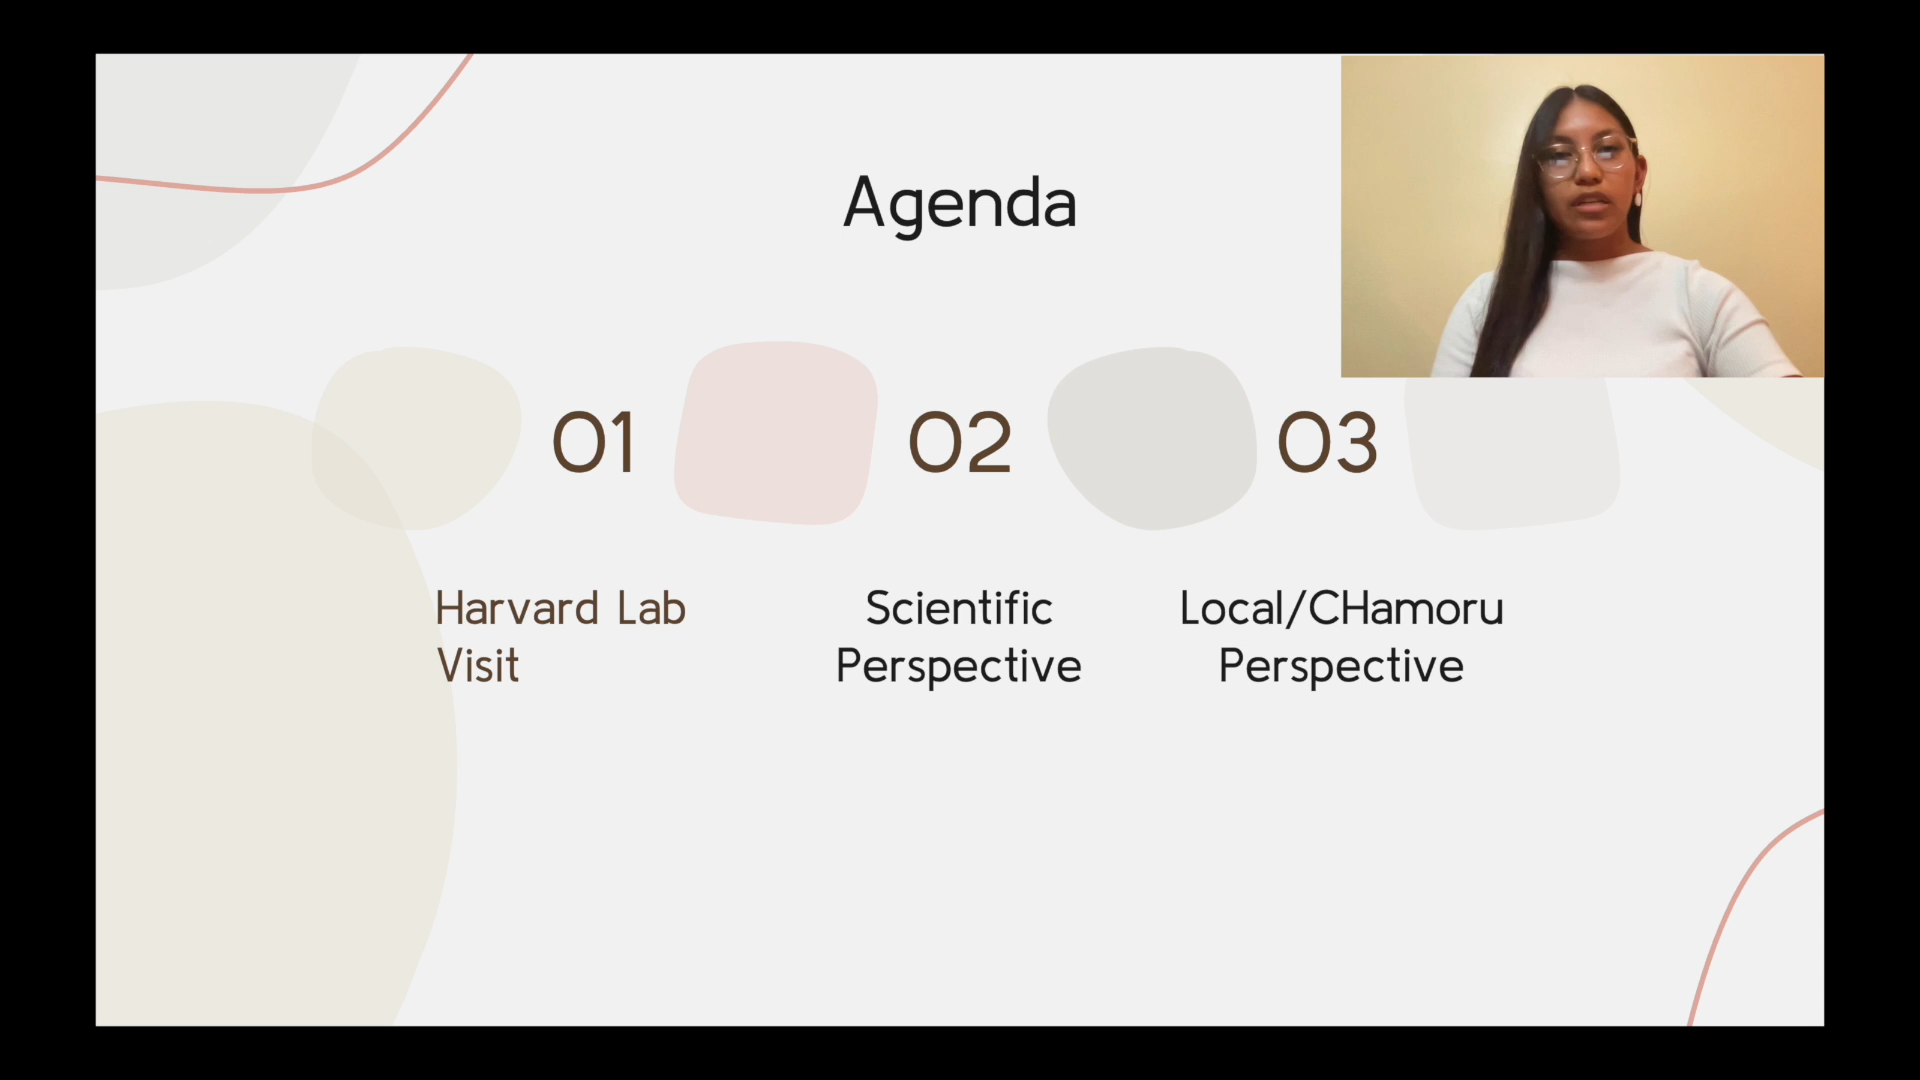 Agenda
01
02
03
Harvard Lab
Visit
Scientific
Perspective
Local/CHamoru
Perspective